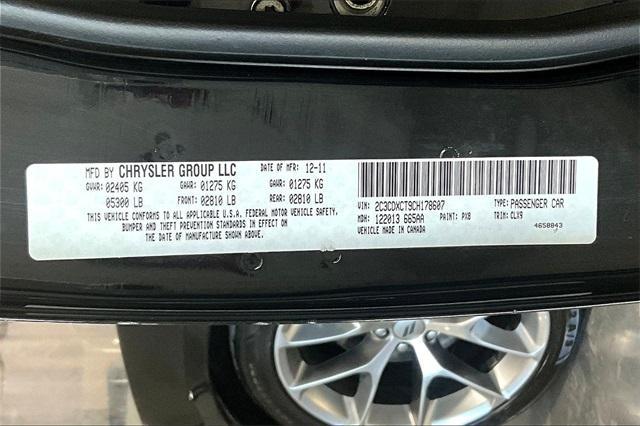 MFD BY CHRYSLER GROUP LLC DATE OF MFR: 12-11
GVWR: 02405 KG GAWR: 01275 KG GAWR: 01275 KG
05300 LB FRONT: 02810 LB REAR: 02810 LB
THIS VEHICLE CONFORMS TO ALL APPLICABLE U.S.A. FEDERAL MOTOR VEHICLE SAFETY,
BUMPER AND THEFT PREVENTION STANDARDS IN EFFECT ON
THE DATE OF MANUFACTURE SHOWN ABOVE.
VIN: 2C3CDXCT9CH178607 TYPE: PASSENGER CAR
MDH: 122013 665AA PAINT: PX8 TRIM: CLX9
VEHICLE MADE IN CANADA
4658843